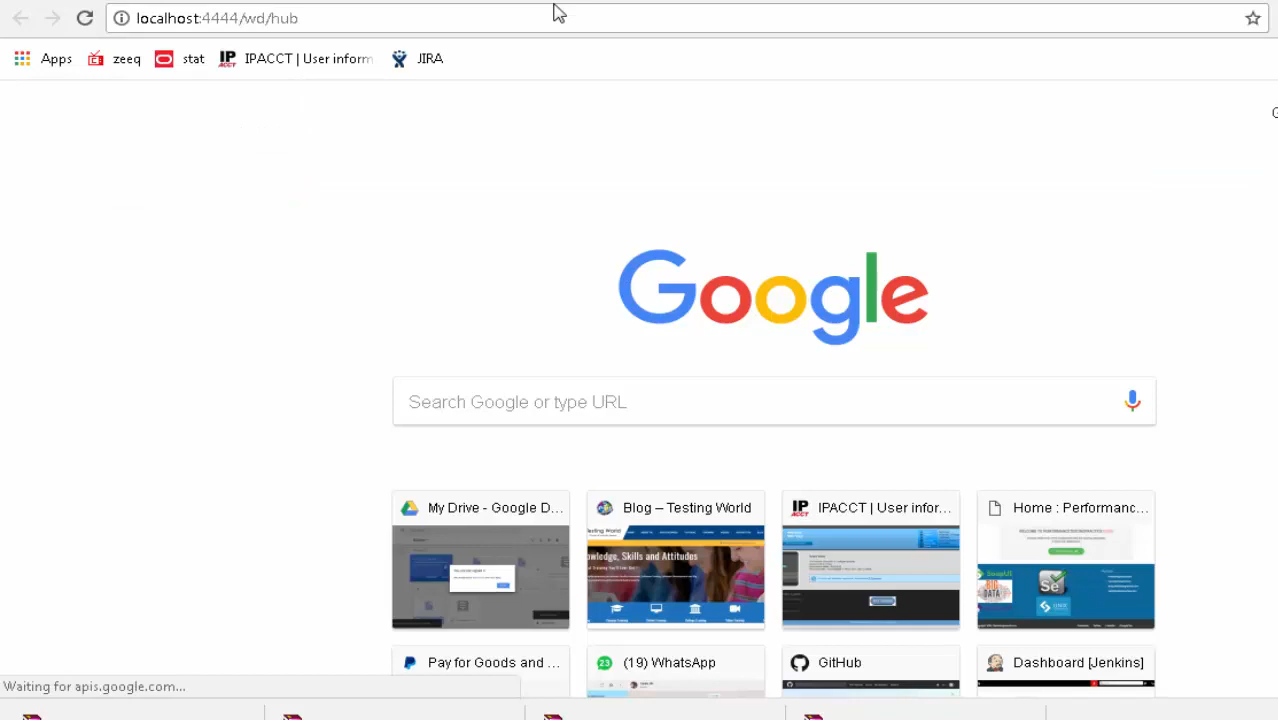 localhost:4444/wd/hub
Apps zeeq stat IPACCT | User inform JIRA
Google
Search Google or type URL
My Drive - Google D... Blog – Testing World IPACCT | User infor... Home : Performanc...
Pay for Goods and ... (19) WhatsApp GitHub Dashboard [Jenkins]
Waiting for apis.google.com...